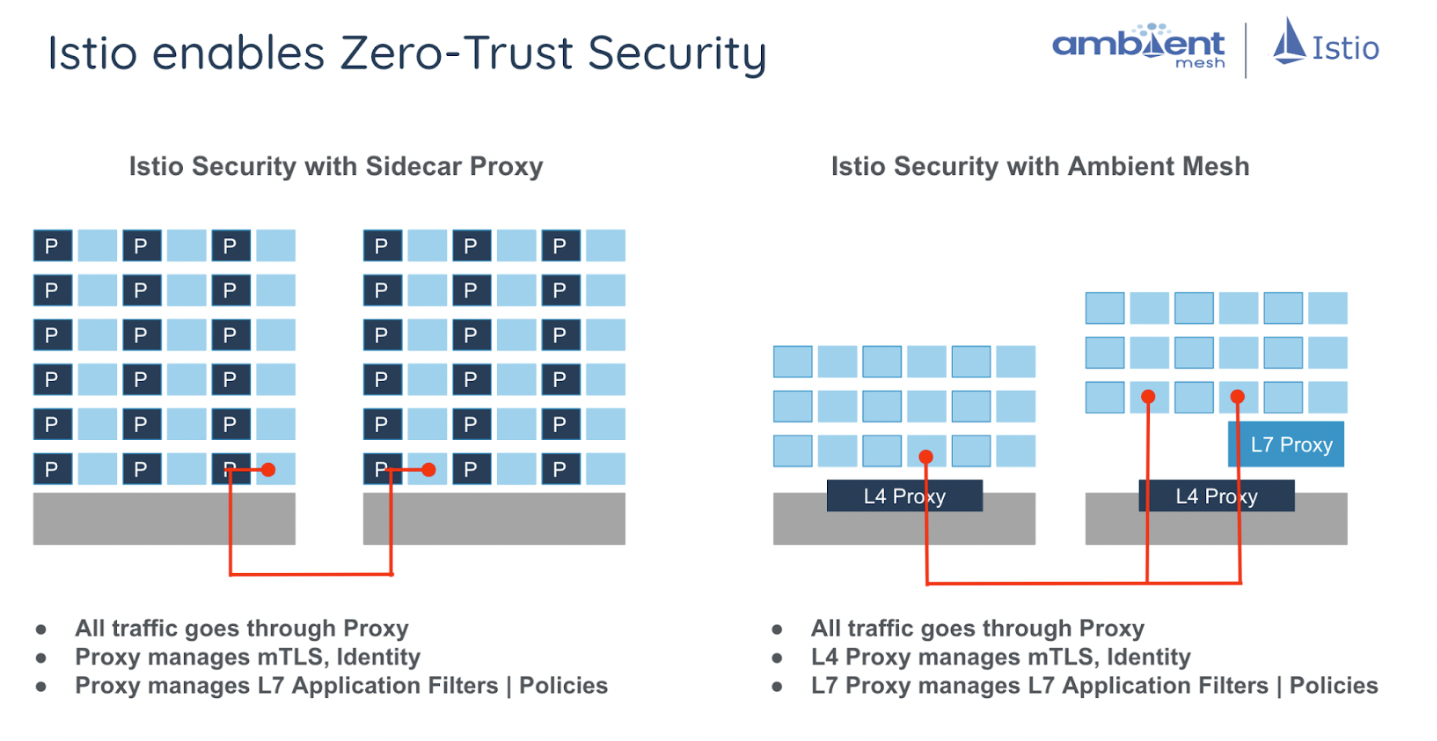 Istio enables Zero-Trust Security
ambient
mesh
Istio
Istio Security with Sidecar Proxy
P P P P P P
P P P P P P
P P P P P P
P P P P P P
P P P P P P
P P P P P P
● All traffic goes through Proxy
● Proxy manages mTLS, Identity
● Proxy manages L7 Application Filters | Policies
Istio Security with Ambient Mesh
L7 Proxy
L4 Proxy
L4 Proxy
● All traffic goes through Proxy
● L4 Proxy manages mTLS, Identity
● L7 Proxy manages L7 Application Filters | Policies